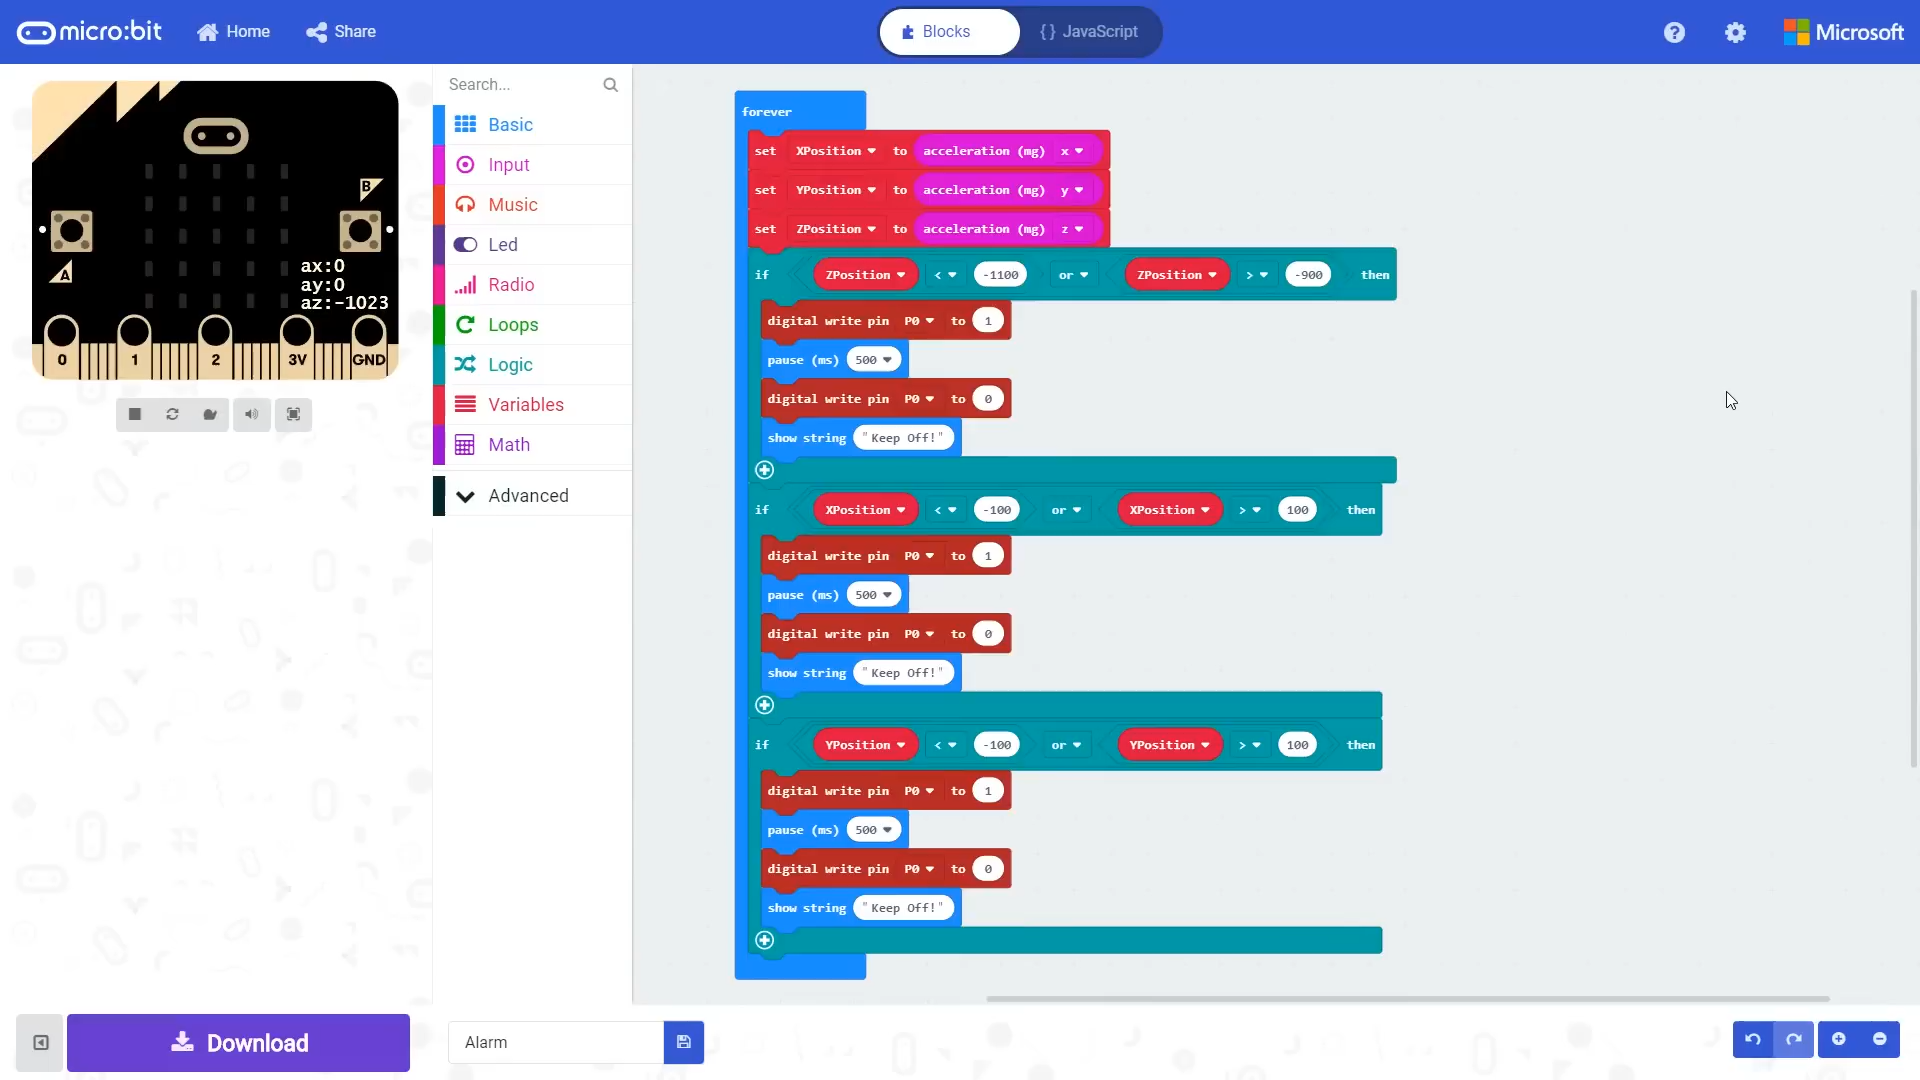 micro:bit
Home
Share
Blocks
{} JavaScript
?
Microsoft
B
A
ax:0
ay:0
az:-1023
0 1 2 3V GND
Search...
Basic
Input
Music
Led
Radio
Loops
Logic
Variables
Math
Advanced
forever
set XPosition to acceleration (mg) x
set YPosition to acceleration (mg) y
set ZPosition to acceleration (mg) z
if ZPosition < -1100 or ZPosition > -900 then
digital write pin P0 to 1
pause (ms) 500
digital write pin P0 to 0
show string "Keep Off!"
if XPosition < -100 or XPosition > 100 then
digital write pin P0 to 1
pause (ms) 500
digital write pin P0 to 0
show string "Keep Off!"
if YPosition < -100 or YPosition > 100 then
digital write pin P0 to 1
pause (ms) 500
digital write pin P0 to 0
show string "Keep Off!"
Download
Alarm